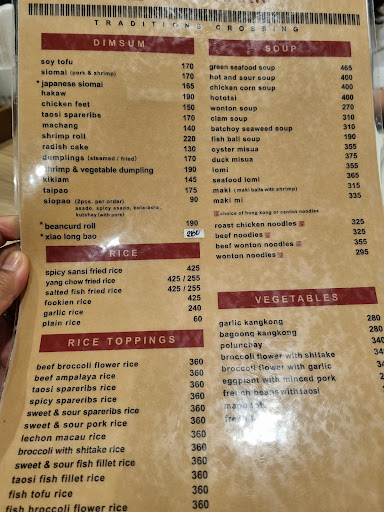 TRADITIONS CROSSING
DIMSUM
soy tofu 170
siomai (pork & shrimp) 170
* japanese siomai 165
hakaw 190
chicken feet 150
taosi spareribs 170
machang 140
shrimp roll 220
radish cake 130
dumplings (steamed / fried) 170
shrimp & vegetable dumpling 190
kikiam 145
taipao 175
siopao (2pcs. per order) 90
asado, spicy asado, bola-bola,
kutchay (with pork)
* beancurd roll 190
* xiao long bao 280
RICE
spicy sansi fried rice 425
yang chow fried rice 425 / 255
salted fish fried rice 425 / 255
fookien rice 425
garlic rice 240
plain rice 60
RICE TOPPINGS
beef broccoli flower rice 360
beef ampalaya rice 360
taosi spareribs rice 360
spicy spareribs rice 360
sweet & sour spareribs rice 360
sweet & sour pork rice 360
lechon macau rice 360
broccoli with shitake rice 360
sweet & sour fish fillet rice 360
taosi fish fillet rice 360
fish tofu rice 360
fish broccoli flower rice 360
SOUP
green seafood soup 465
hot and sour soup 400
chicken corn soup 400
hototai 400
wonton soup 270
clam soup 310
batchoy seaweed soup 310
fish ball soup 190
oyster misua 355
duck misua 375
lomi 355
seafood lomi 365
maki (maki balls with shrimp) 315
maki mi 335
choice of hong kong or canton noodles
roast chicken noodles 325
beef noodles 325
beef wonton noodles 355
wonton noodles 295
VEGETABLES
garlic kangkong 280
bagoong kangkong 280
polunchay 340
broccoli flower with shitake
broccoli flower with garlic
eggplant with minced pork
french beans with taosi